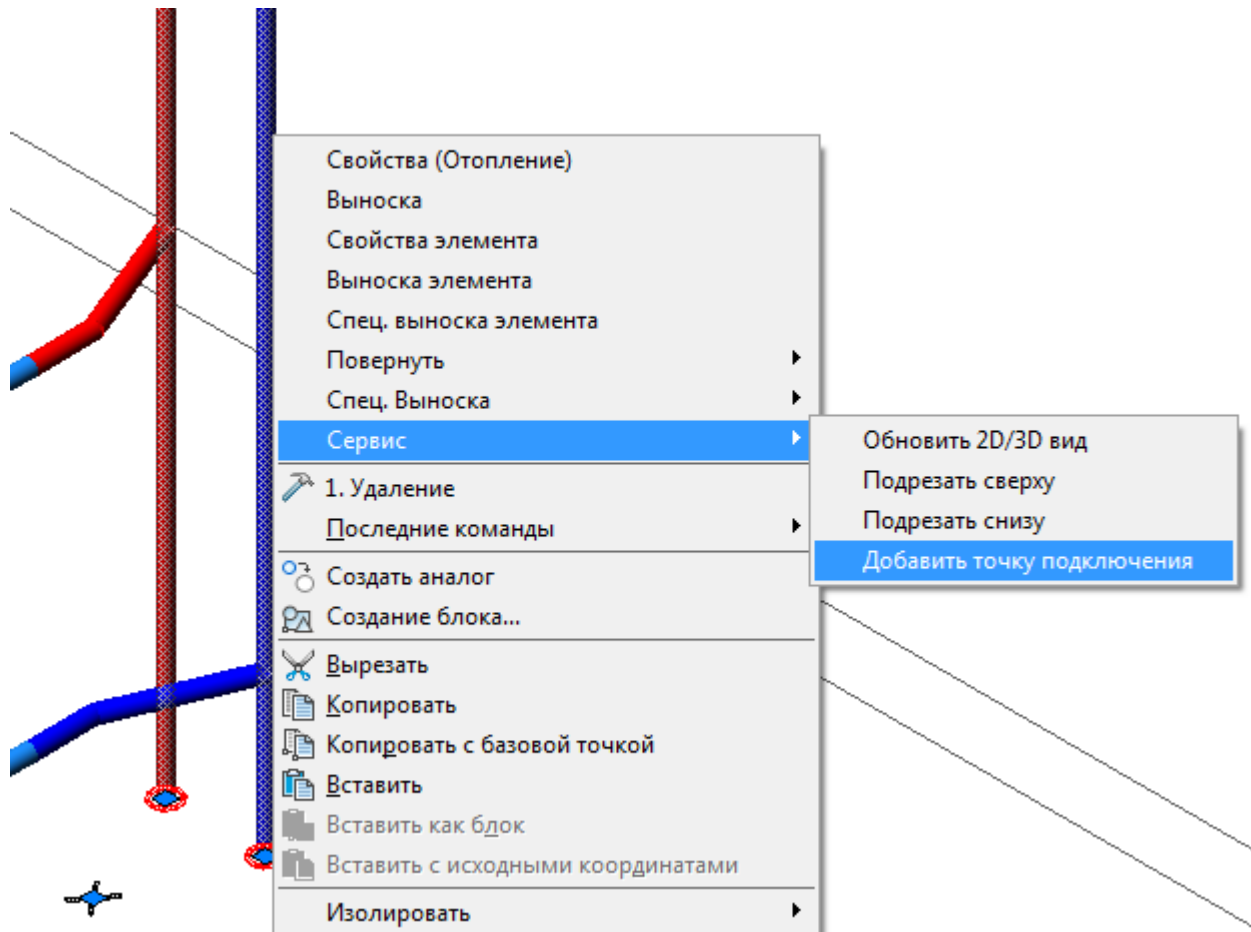 Свойства (Отопление)
Выноска
Свойства элемента
Выноска элемента
Спец. выноска элемента
Повернуть
Спец. Выноска
Сервис
Обновить 2D/3D вид
Подрезать сверху
Подрезать снизу
Добавить точку подключения
1. Удаление
Последние команды
Создать аналог
Создание блока...
Вырезать
Копировать
Копировать с базовой точкой
Вставить
Вставить как блок
Вставить с исходными координатами
Изолировать